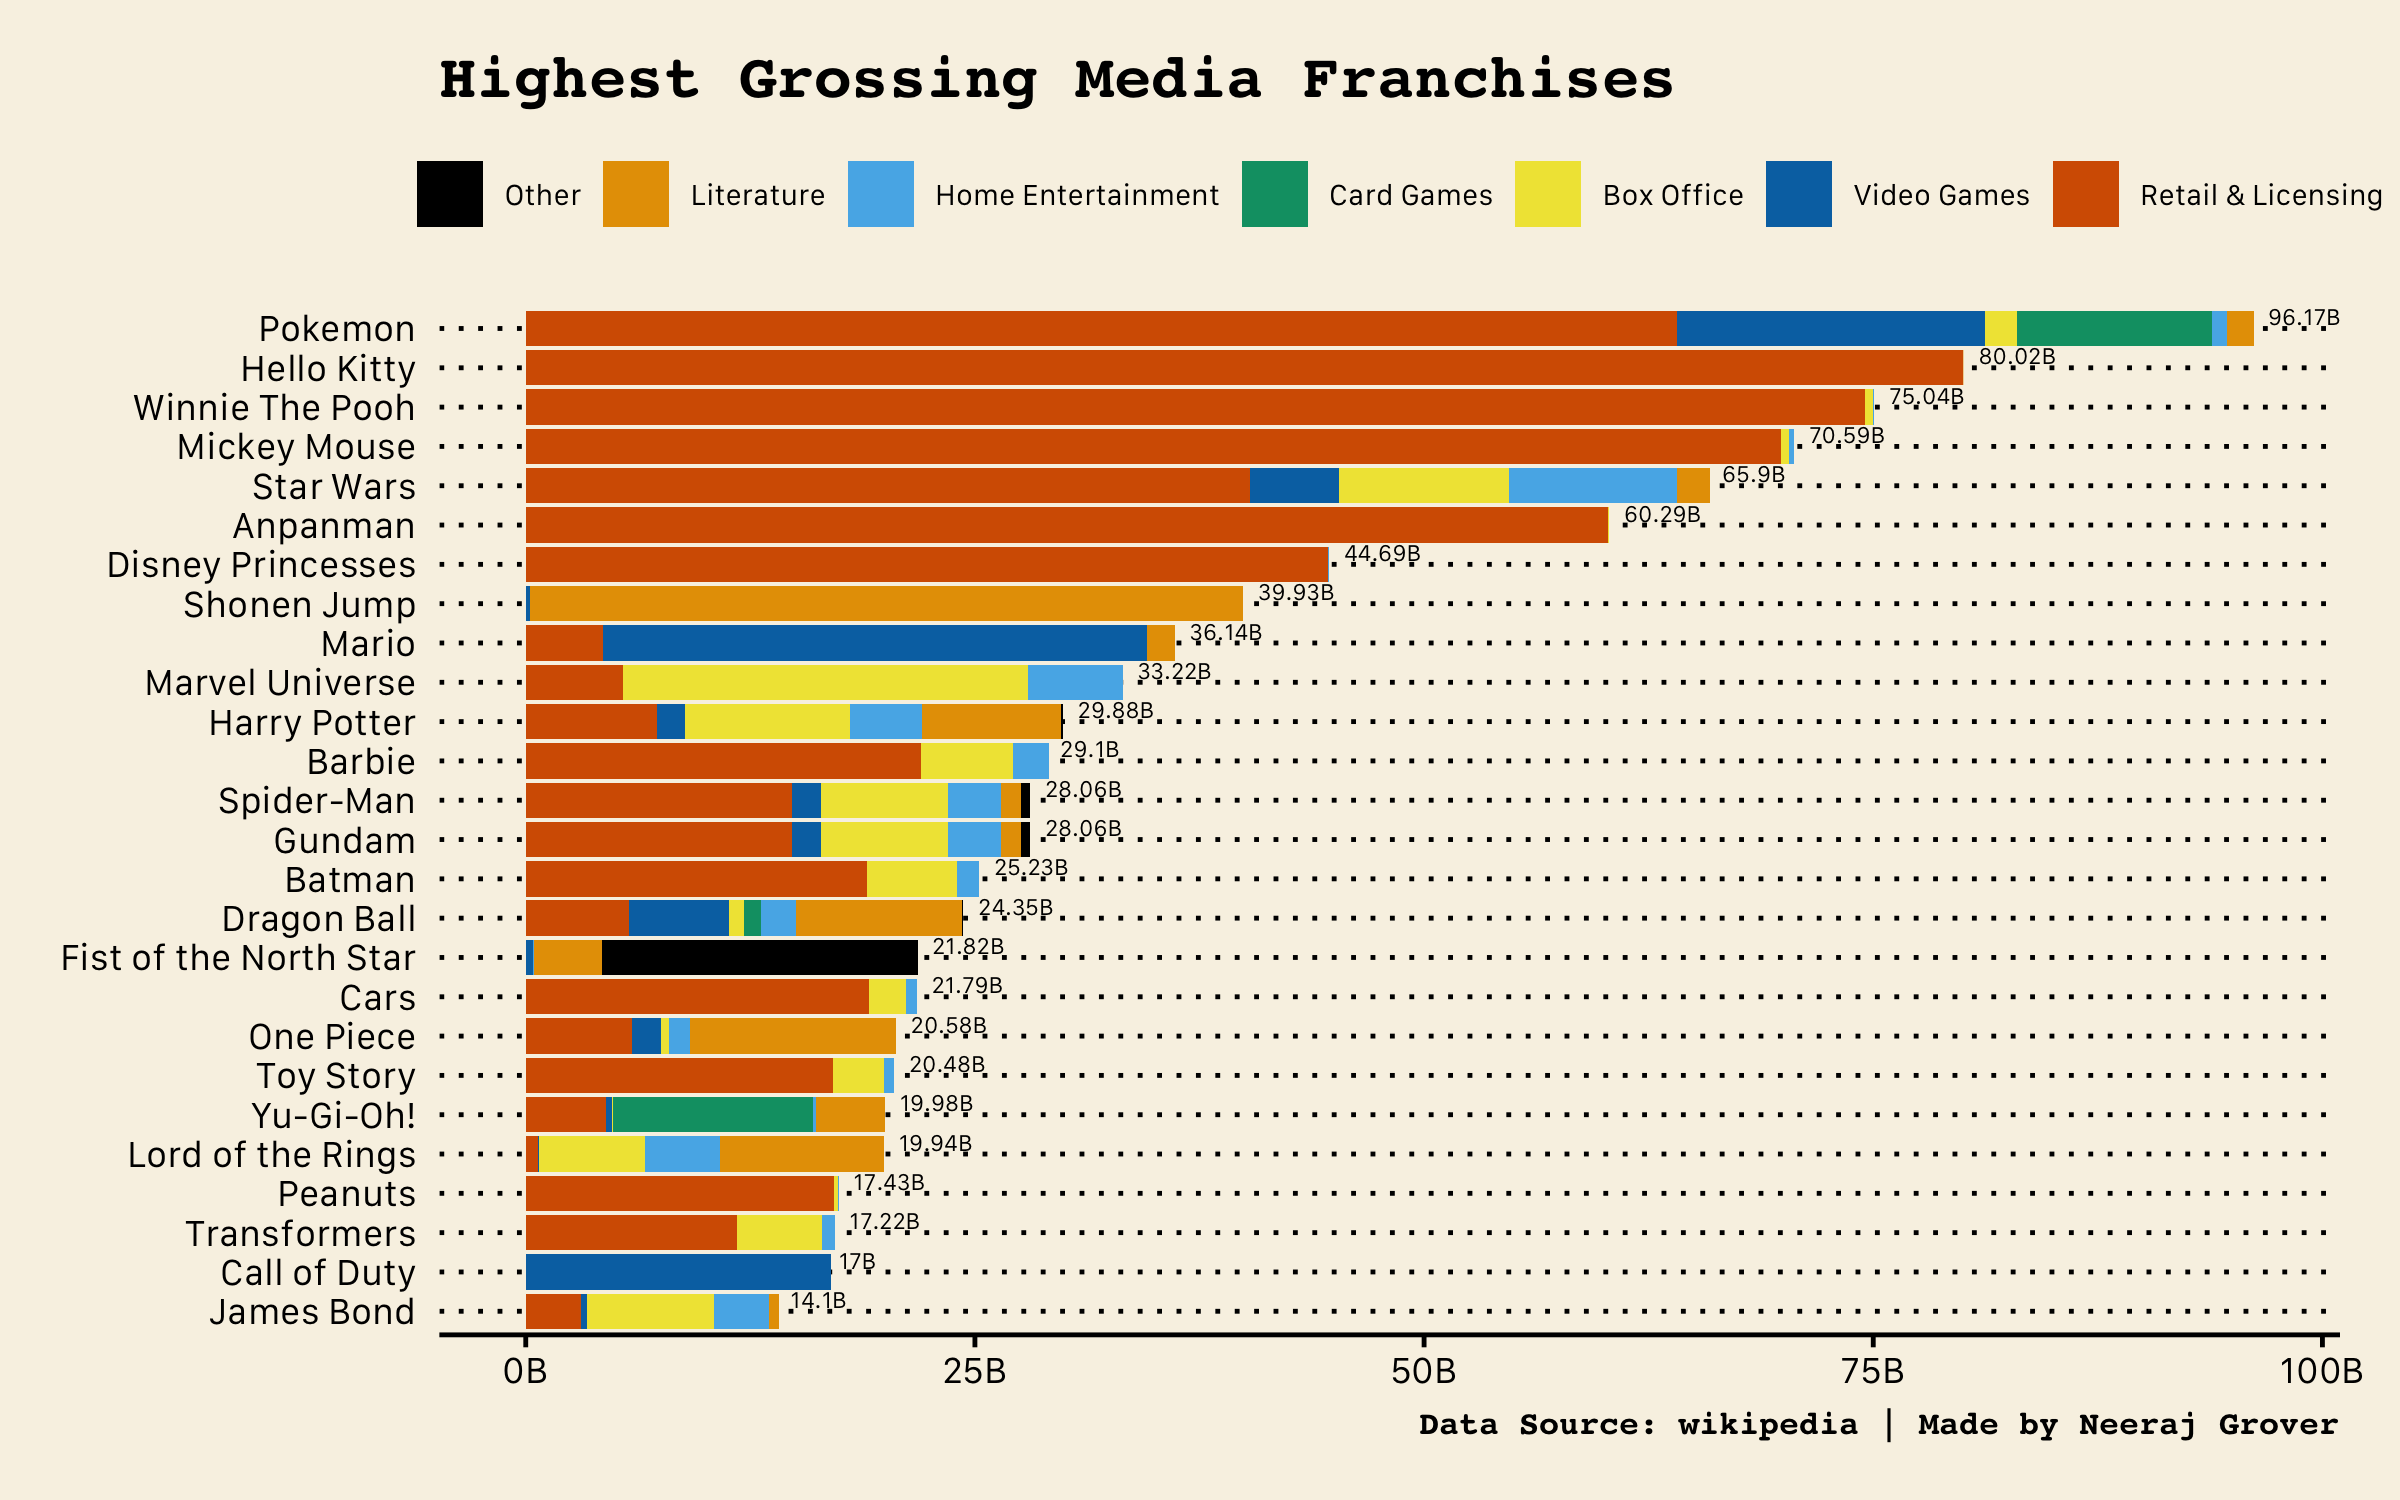 Highest Grossing Media Franchises
Other Literature Home Entertainment Card Games Box Office Video Games Retail & Licensing
Pokemon 96.17B
Hello Kitty 80.02B
Winnie The Pooh 75.04B
Mickey Mouse 70.59B
Star Wars 65.9B
Anpanman 60.29B
Disney Princesses 44.69B
Shonen Jump 39.93B
Mario 36.14B
Marvel Universe 33.22B
Harry Potter 29.88B
Barbie 29.1B
Spider-Man 28.06B
Gundam 28.06B
Batman 25.23B
Dragon Ball 24.35B
Fist of the North Star 21.82B
Cars 21.79B
One Piece 20.58B
Toy Story 20.48B
Yu-Gi-Oh! 19.98B
Lord of the Rings 19.94B
Peanuts 17.43B
Transformers 17.22B
Call of Duty 17B
James Bond 14.1B
0B 25B 50B 75B 100B
Data Source: wikipedia | Made by Neeraj Grover